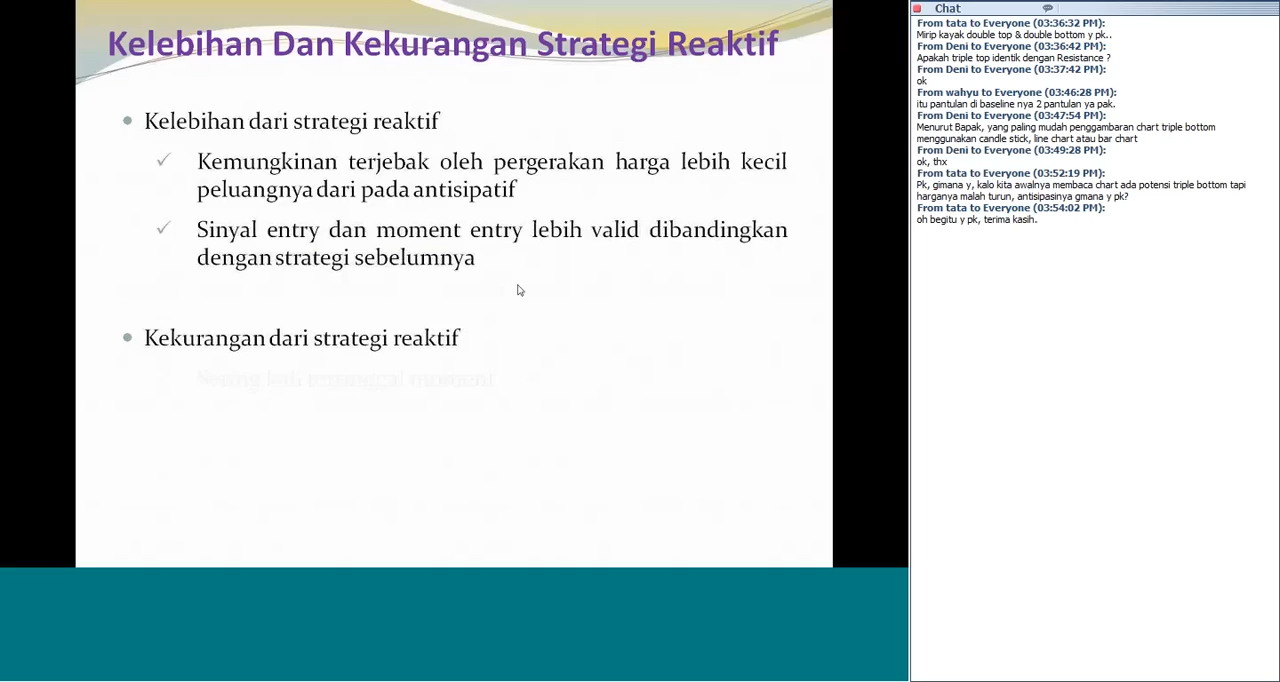 Kelebihan Dan Kekurangan Strategi Reaktif
Kelebihan dari strategi reaktif
Kemungkinan terjebak oleh pergerakan harga lebih kecil
peluangnya dari pada antisipatif
Sinyal entry dan moment entry lebih valid dibandingkan
dengan strategi sebelumnya
Kekurangan dari strategi reaktif
moment
Chat
From tata to Everyone (03:36:32 PM):
Mirip kayak double top & double bottom y pk..
From Deni to Everyone (03:36:42 PM):
Apakah triple top identik dengan Resistance ?
From Deni to Everyone (03:37:42 PM):
ok
From wahyu to Everyone (03:46:28 PM):
itu pantulan di baseline nya 2 pantulan ya pak.
From Deni to Everyone (03:47:54 PM):
Menurut Bapak, yang paling mudah penggambaran chart triple bottom
menggunakan candle stick, line chart atau bar chart
From Deni to Everyone (03:49:28 PM):
ok, thx
From tata to Everyone (03:52:19 PM):
Pk, gimana y, kalo kita awalnya membaca chart ada potensi triple bottom tapi
harganya malah turun, antisipasinya gmana y pk?
From tata to Everyone (03:54:02 PM):
oh begitu y pk, terima kasih.